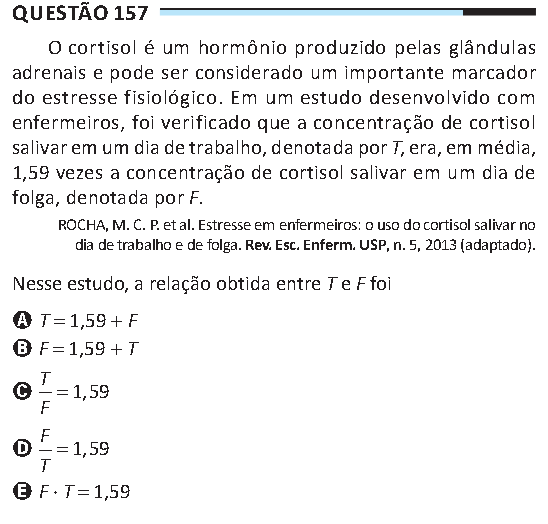 QUESTÃO 157
O cortisol é um hormônio produzido pelas glândulas
adrenais e pode ser considerado um importante marcador
do estresse fisiológico. Em um estudo desenvolvido com
enfermeiros, foi verificado que a concentração de cortisol
salivar em um dia de trabalho, denotada por T, era, em média,
1,59 vezes a concentração de cortisol salivar em um dia de
folga, denotada por F.
ROCHA, M. C. P. et al. Estresse em enfermeiros: o uso do cortisol salivar no
dia de trabalho e de folga. Rev. Esc. Enferm. USP, n. 5, 2013 (adaptado).
Nesse estudo, a relação obtida entre T e F foi
A T = 1,59 + F
B F = 1,59 + T
C T/F = 1,59
D F/T = 1,59
E F · T = 1,59